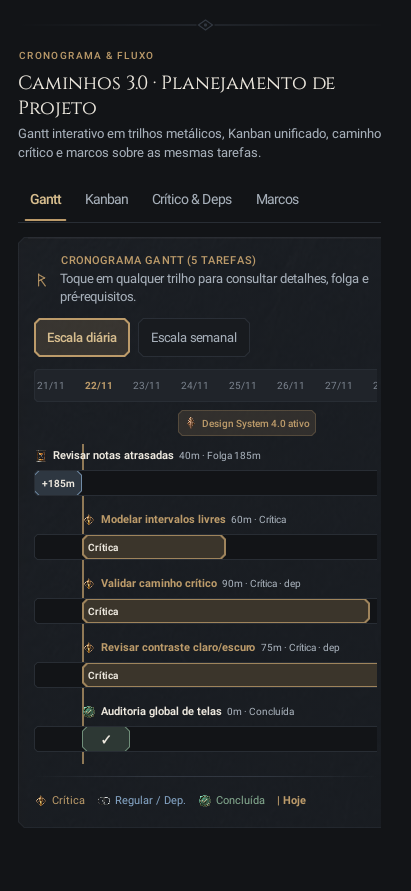 CRONOGRAMA & FLUXO
Caminhos 3.0 · Planejamento de
Projeto
Gantt interativo em trilhos metálicos, Kanban unificado, caminho
crítico e marcos sobre as mesmas tarefas.
Gantt Kanban Crítico & Deps Marcos
CRONOGRAMA GANTT (5 TAREFAS)
Toque em qualquer trilho para consultar detalhes, folga e
pré-requisitos.
Escala diária Escala semanal
21/11 22/11 23/11 24/11 25/11 26/11 27/11 2
Design System 4.0 ativo
Revisar notas atrasadas 40m · Folga 185m
+185m
Modelar intervalos livres 60m · Crítica
Crítica
Validar caminho crítico 90m · Crítica · dep
Crítica
Revisar contraste claro/escuro 75m · Crítica · dep
Crítica
Auditoria global de telas 0m · Concluída
✓
Crítica Regular / Dep. Concluída | Hoje